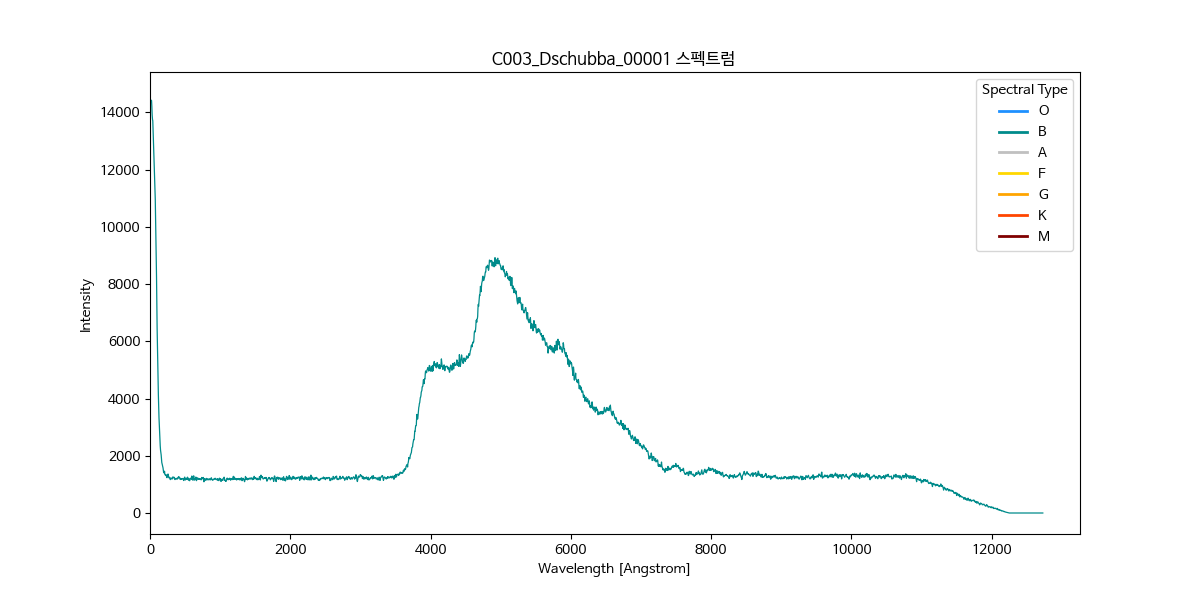 C003_Dschubba_00001 스펙트럼
Spectral Type
O
B
A
F
G
K
M
Intensity
14000
12000
10000
8000
6000
4000
2000
0
0 2000 4000 6000 8000 10000 12000
Wavelength [Angstrom]